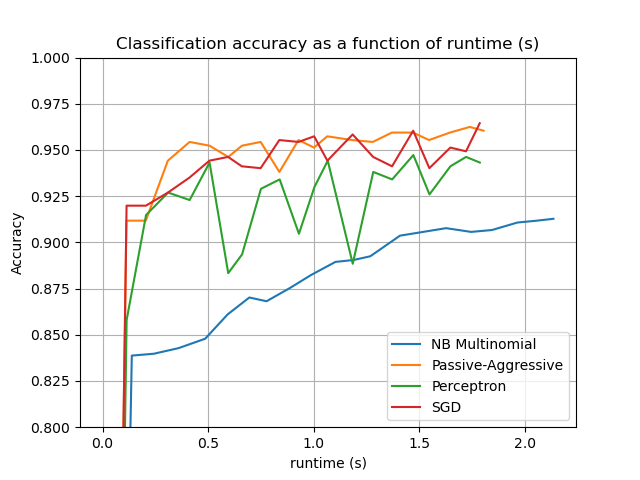 Classification accuracy as a function of runtime (s)
1.000
0.975
0.950
0.925
0.900
0.875
0.850
0.825
0.800
Accuracy
0.0 0.5 1.0 1.5 2.0
runtime (s)
NB Multinomial
Passive-Aggressive
Perceptron
SGD